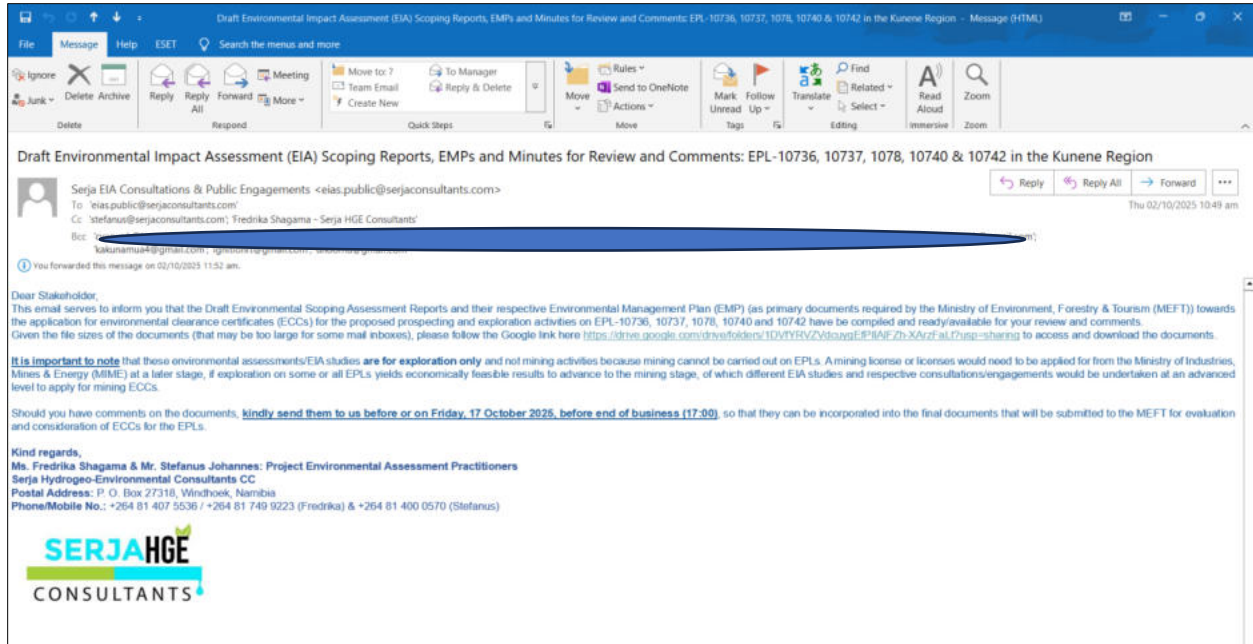 Draft Environmental Impact Assessment (EIA) Scoping Reports, EMPs and Minutes for Review and Comments: EPL-10736, 10737, 1078, 10740 & 10742 in the Kunene Region - Message (HTML)
File Message Help ESET Search the menus and more
Ignore
Junk
Delete Archive
Reply Reply All Forward
Meeting
More
Move to: ?
Team Email
Create New
To Manager
Reply & Delete
Move
Rules
Send to OneNote
Actions
Mark Unread Follow Up
Translate
Find
Related
Select
Read Aloud
Zoom
Delete Respond Quick Steps Move Tags Editing Immersive Zoom
Draft Environmental Impact Assessment (EIA) Scoping Reports, EMPs and Minutes for Review and Comments: EPL-10736, 10737, 1078, 10740 & 10742 in the Kunene Region
Serja EIA Consultations & Public Engagements <eias.public@serjaconsultants.com>
Reply Reply All Forward
To 'eias.public@serjaconsultants.com'
Thu 02/10/2025 10:49 am
Cc 'stefanus@serjaconsultants.com'; 'Fredrika Shagama - Serja HGE Consultants'
Bcc
'kakunamua4@gmail.com';
You forwarded this message on 02/10/2025 11:52 am.
Dear Stakeholder,
This email serves to inform you that the Draft Environmental Scoping Assessment Reports and their respective Environmental Management Plan (EMP) (as primary documents required by the Ministry of Environment, Forestry & Tourism (MEFT)) towards
the application for environmental clearance certificates (ECCs) for the proposed prospecting and exploration activities on EPL-10736, 10737, 1078, 10740 and 10742 have be compiled and ready/available for your review and comments.
Given the file sizes of the documents (that may be too large for some mail inboxes), please follow the Google link here to access and download the documents.
It is important to note that these environmental assessments/EIA studies are for exploration only and not mining activities because mining cannot be carried out on EPLs. A mining license or licenses would need to be applied for from the Ministry of Industries,
Mines & Energy (MIME) at a later stage, if exploration on some or all EPLs yields economically feasible results to advance to the mining stage, of which different EIA studies and respective consultations/engagements would be undertaken at an advanced
level to apply for mining ECCs.
Should you have comments on the documents, kindly send them to us before or on Friday, 17 October 2025, before end of business (17:00), so that they can be incorporated into the final documents that will be submitted to the MEFT for evaluation
and consideration of ECCs for the EPLs.
Kind regards,
Ms. Fredrika Shagama & Mr. Stefanus Johannes: Project Environmental Assessment Practitioners
Serja Hydrogeo-Environmental Consultants CC
Postal Address: P. O. Box 27318, Windhoek, Namibia
Phone/Mobile No.: +264 81 407 5536 / +264 81 749 9223 (Fredrika) & +264 81 400 0570 (Stefanus)
SERJAHGE
CONSULTANTS